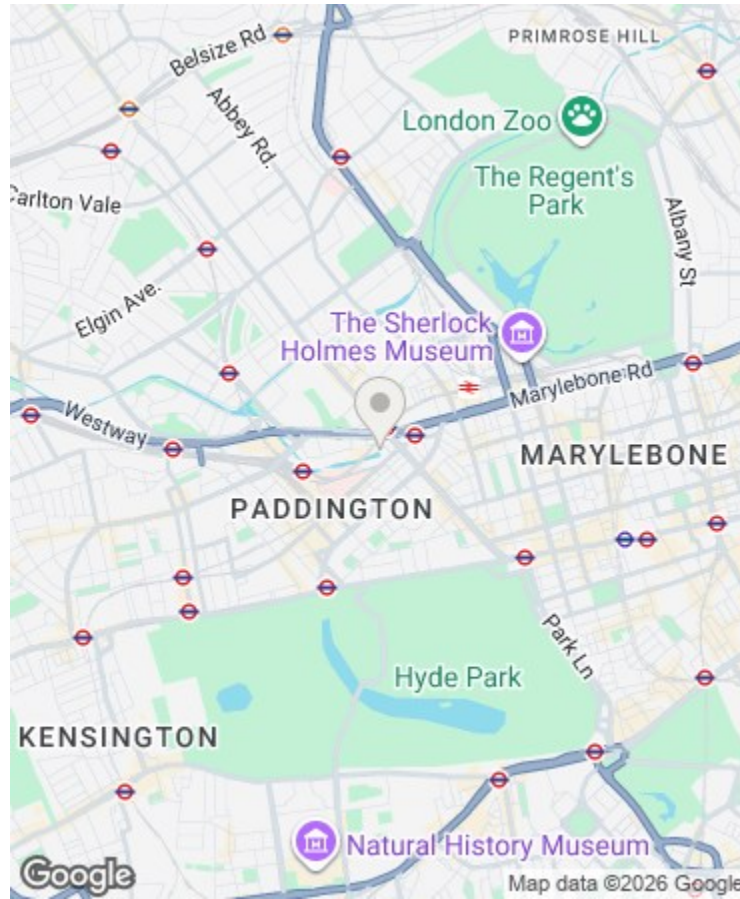 PRIMROSE HILL
Belsize Rd
Abbey Rd.
London Zoo
The Regent's
Park
Carlton Vale
Albany St
Elgin Ave.
The Sherlock
Holmes Museum
Marylebone Rd
Westway
MARYLEBONE
PADDINGTON
Park Ln
Hyde Park
KENSINGTON
Natural History Museum
Google
Map data ©2026 Google